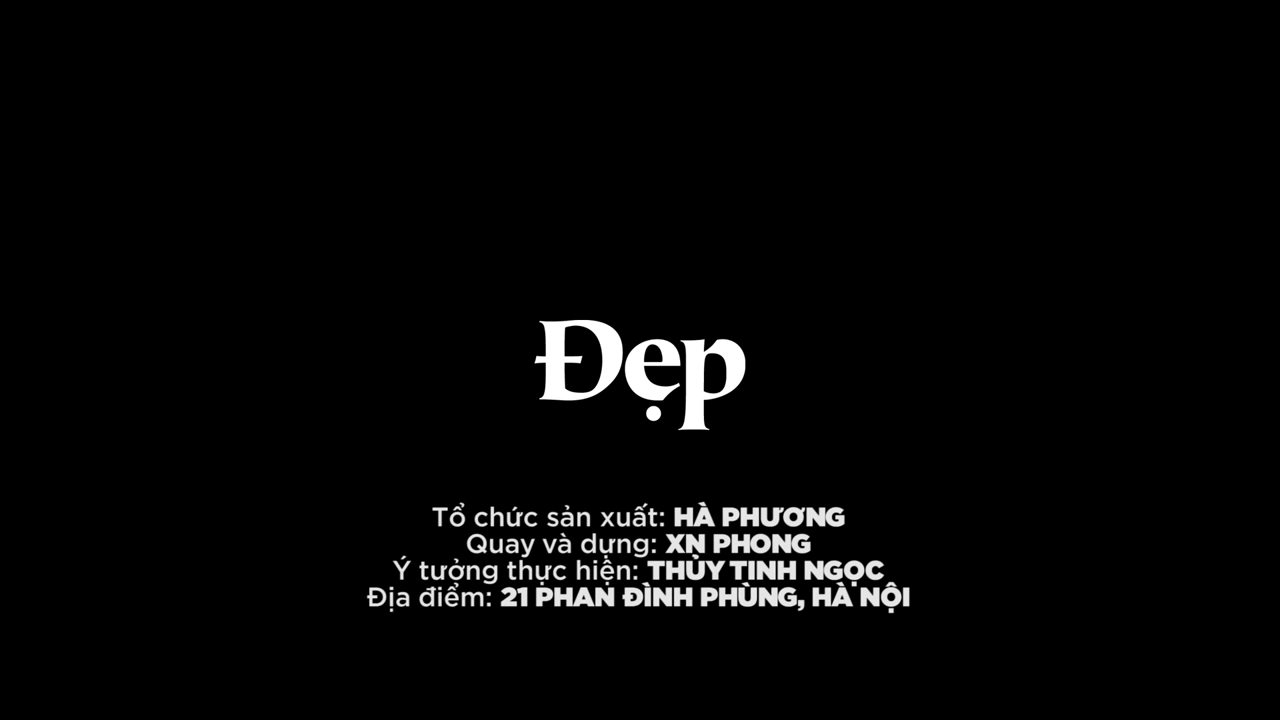 Đẹp
Tổ chức sản xuất: HÀ PHƯƠNG
Quay và dựng: XN PHONG
Ý tưởng thực hiện: THỦY TINH NGỌC
Địa điểm: 21 PHAN ĐÌNH PHÙNG, HÀ NỘI